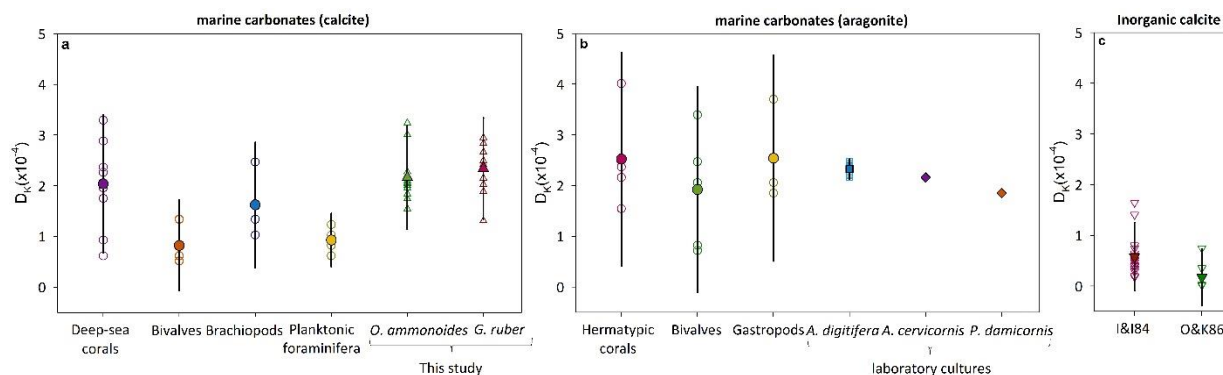 marine carbonates (calcite)
a
D_K(x10⁻⁴)
5
4
3
2
1
0
Deep-sea
corals
Bivalves
Brachiopods
Planktonic
foraminifera
O. ammonoides
G. ruber
This study
marine carbonates (aragonite)
b
D_K(x10⁻⁴)
5
4
3
2
1
0
Hermatypic
corals
Bivalves
Gastropods
A. digitifera
A. cervicornis
P. damicornis
laboratory cultures
Inorganic calcite
c
D_K(x10⁻⁴)
5
4
3
2
1
0
I&I84
O&K86